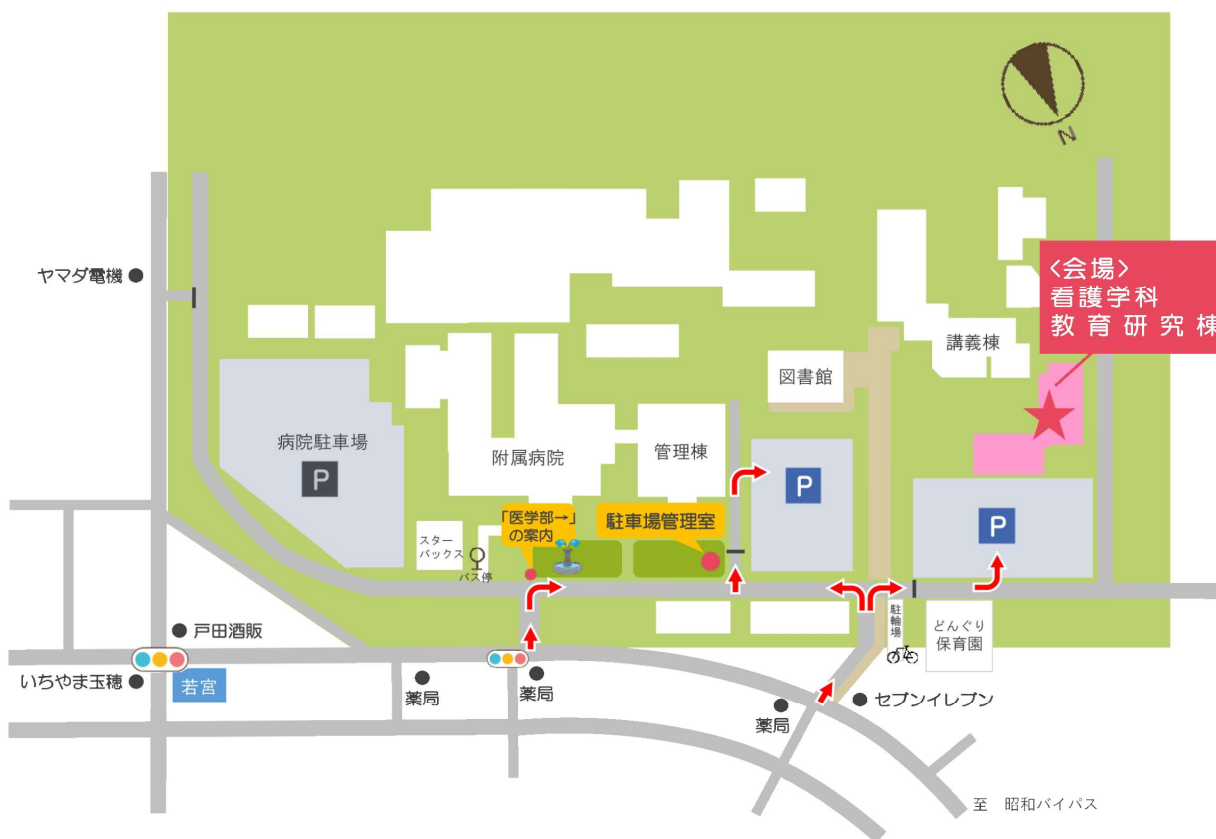 N
ヤマダ電機
<会場>
看護学科
教育研究棟
講義棟
図書館
病院駐車場
P
附属病院
管理棟
P
P
「医学部→」
の案内
駐車場管理室
スター
バックス
バス停
駐輪場
どんぐり
保育園
戸田酒販
いちやま玉穂
若宮
薬局
薬局
薬局
セブンイレブン
至 昭和バイパス